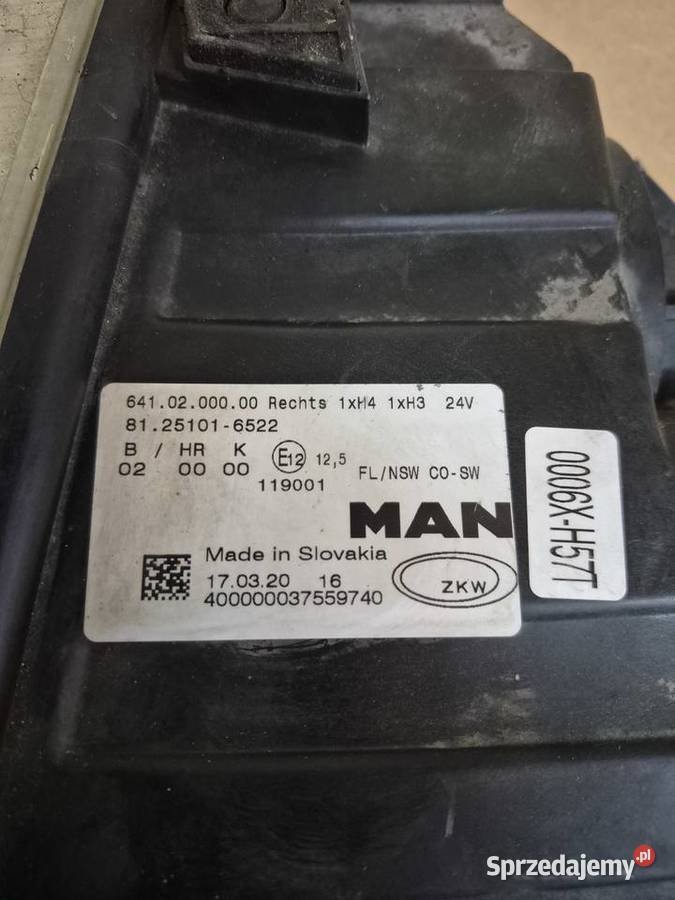 641.02.000.00 Rechts 1xH4 1xH3 24V
81.25101-6522
B / HR K
02 00 00
E12 12,5
119001
FL/NSW CO-SW
MAN
Made in Slovakia
17.03.20 16
400000037559740
ZKW
0006X-H57T
Sprzedajemy.pl